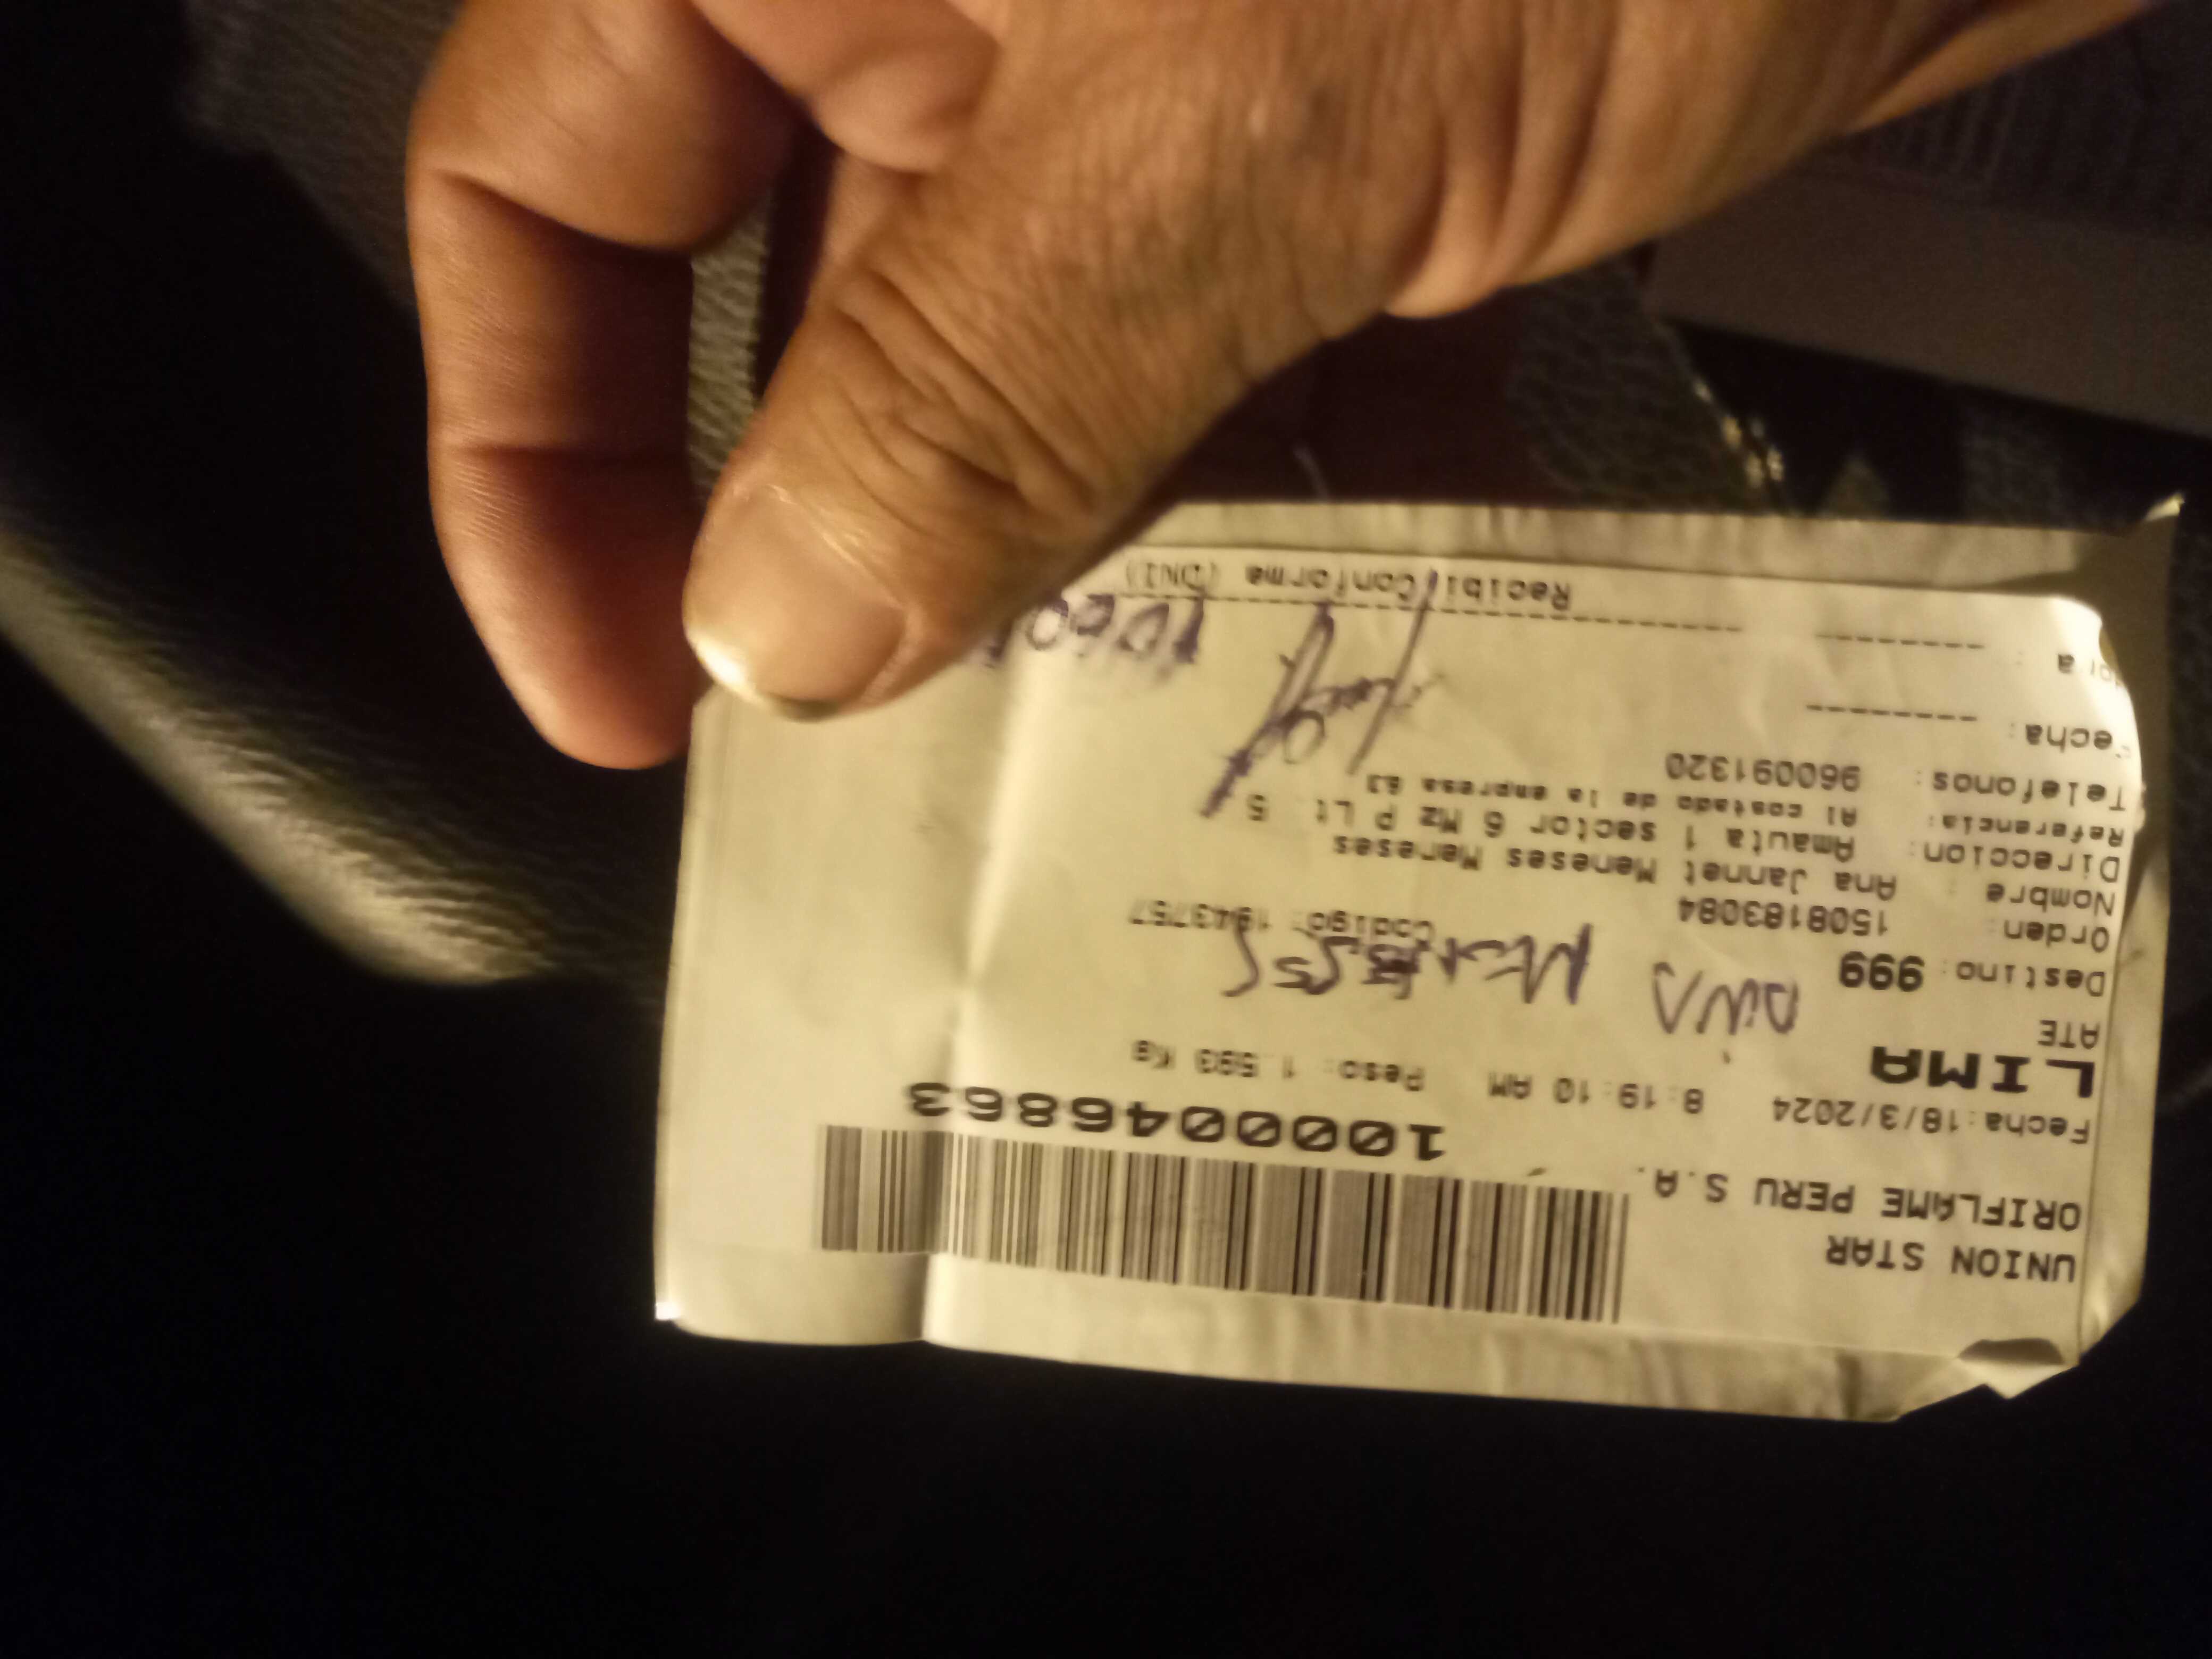 UNION STAR
ORIFLAME PERU S.A.
1000046863
Fecha:18/3/2024 8:19:10 AM Peso: 1.593 Kg
LIMA
ATE
Destino: 999
Orden: 1508183084 Codigo: 1943757
Nombre : Ana Jannet Meneses Meneses
Direccion: Amauta 1 sector 6 Mz P Lt. 5
Referencia: Al costado de la empresa 63
Telefonos: 960091320
Fecha: --------
Hora :
Recibi Conforme (DNI)